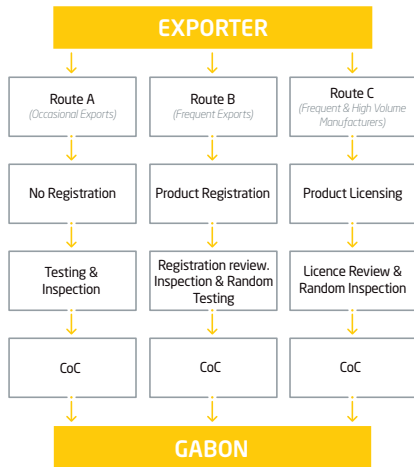 EXPORTER
Route A
(Occasional Exports)
Route B
(Frequent Exports)
Route C
(Frequent & High Volume
Manufacturers)
No Registration
Product Registration
Product Licensing
Testing &
Inspection
Registration review.
Inspection & Random
Testing
Licence Review &
Random Inspection
CoC
CoC
CoC
GABON